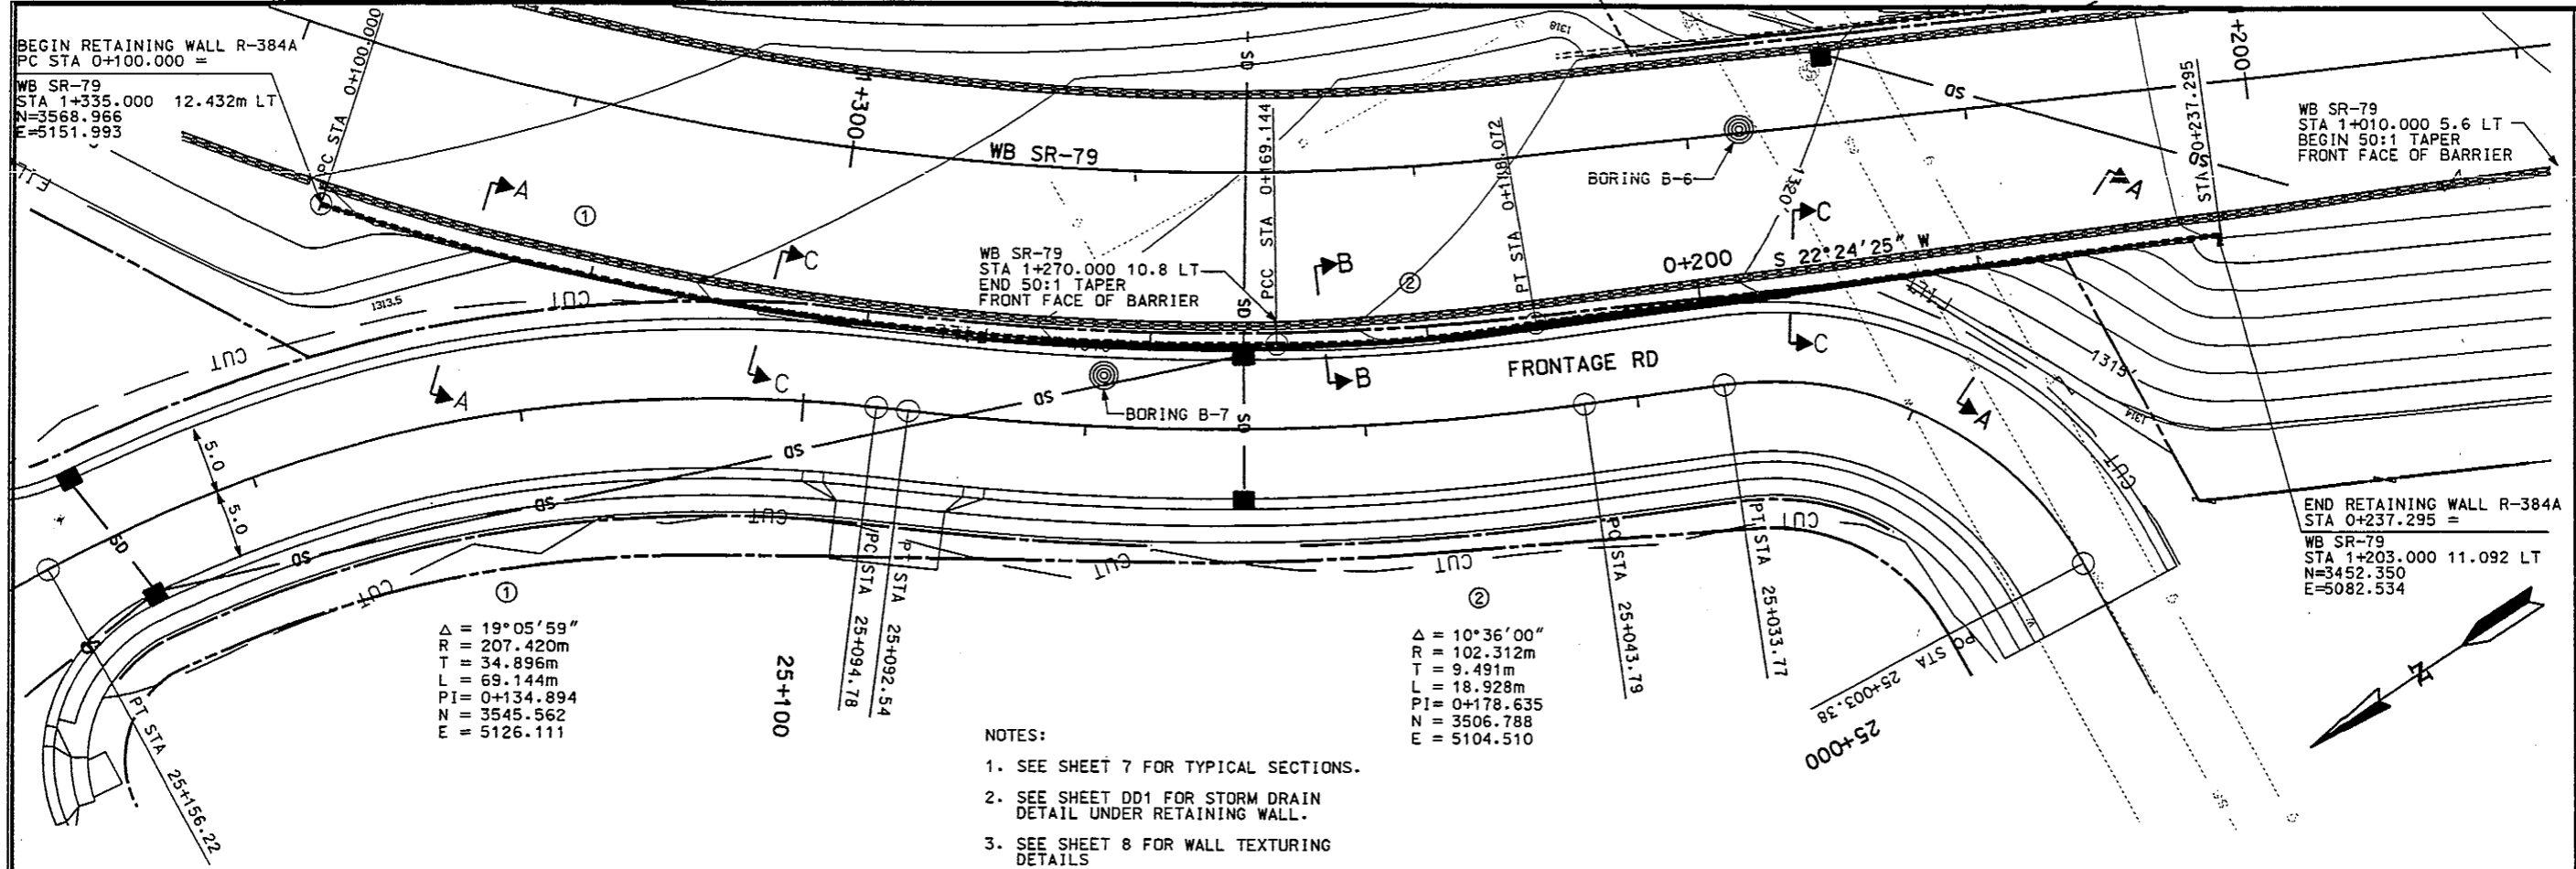 BEGIN RETAINING WALL R-384A
PC STA 0+100.000 =
WB SR-79
STA 1+335.000 12.432m LT
N=3568.966
E=5151.993
PC STA 0+100.000
+300
WB SR-79
SD
PCC STA 0+169.144
1318
SD
+200
STA 0+237.295
SD
WB SR-79
STA 1+010.000 5.6 LT
BEGIN 50:1 TAPER
FRONT FACE OF BARRIER
BORING B-6
1320'
A
A
C
C
B
1
2
WB SR-79
STA 1+270.000 10.8 LT
END 50:1 TAPER
FRONT FACE OF BARRIER
SD
0+200
S 22°24'25" W
FILL
FILL
1313.5
CUT
CUT
A
C
B
C
A
BORING B-7
FRONTAGE RD
SD
SD
SD
SD
SD
SD
1315'
1314
CUT
5.0
5.0
CUT
CUT
CUT
CUT
CUT
PC STA 25+094.78
PT STA 25+092.54
PC STA 25+043.79
PT STA 25+033.77
PC STA 25+003.38
25+000
25+100
PT STA 25+156.22
END RETAINING WALL R-384A
STA 0+237.295 =
WB SR-79
STA 1+203.000 11.092 LT
N=3452.350
E=5082.534
1
Δ = 19°05'59"
R = 207.420m
T = 34.896m
L = 69.144m
PI= 0+134.894
N = 3545.562
E = 5126.111
2
Δ = 10°36'00"
R = 102.312m
T = 9.491m
L = 18.928m
PI= 0+178.635
N = 3506.788
E = 5104.510
NOTES:
1. SEE SHEET 7 FOR TYPICAL SECTIONS.
2. SEE SHEET DD1 FOR STORM DRAIN
DETAIL UNDER RETAINING WALL.
3. SEE SHEET 8 FOR WALL TEXTURING
DETAILS
N